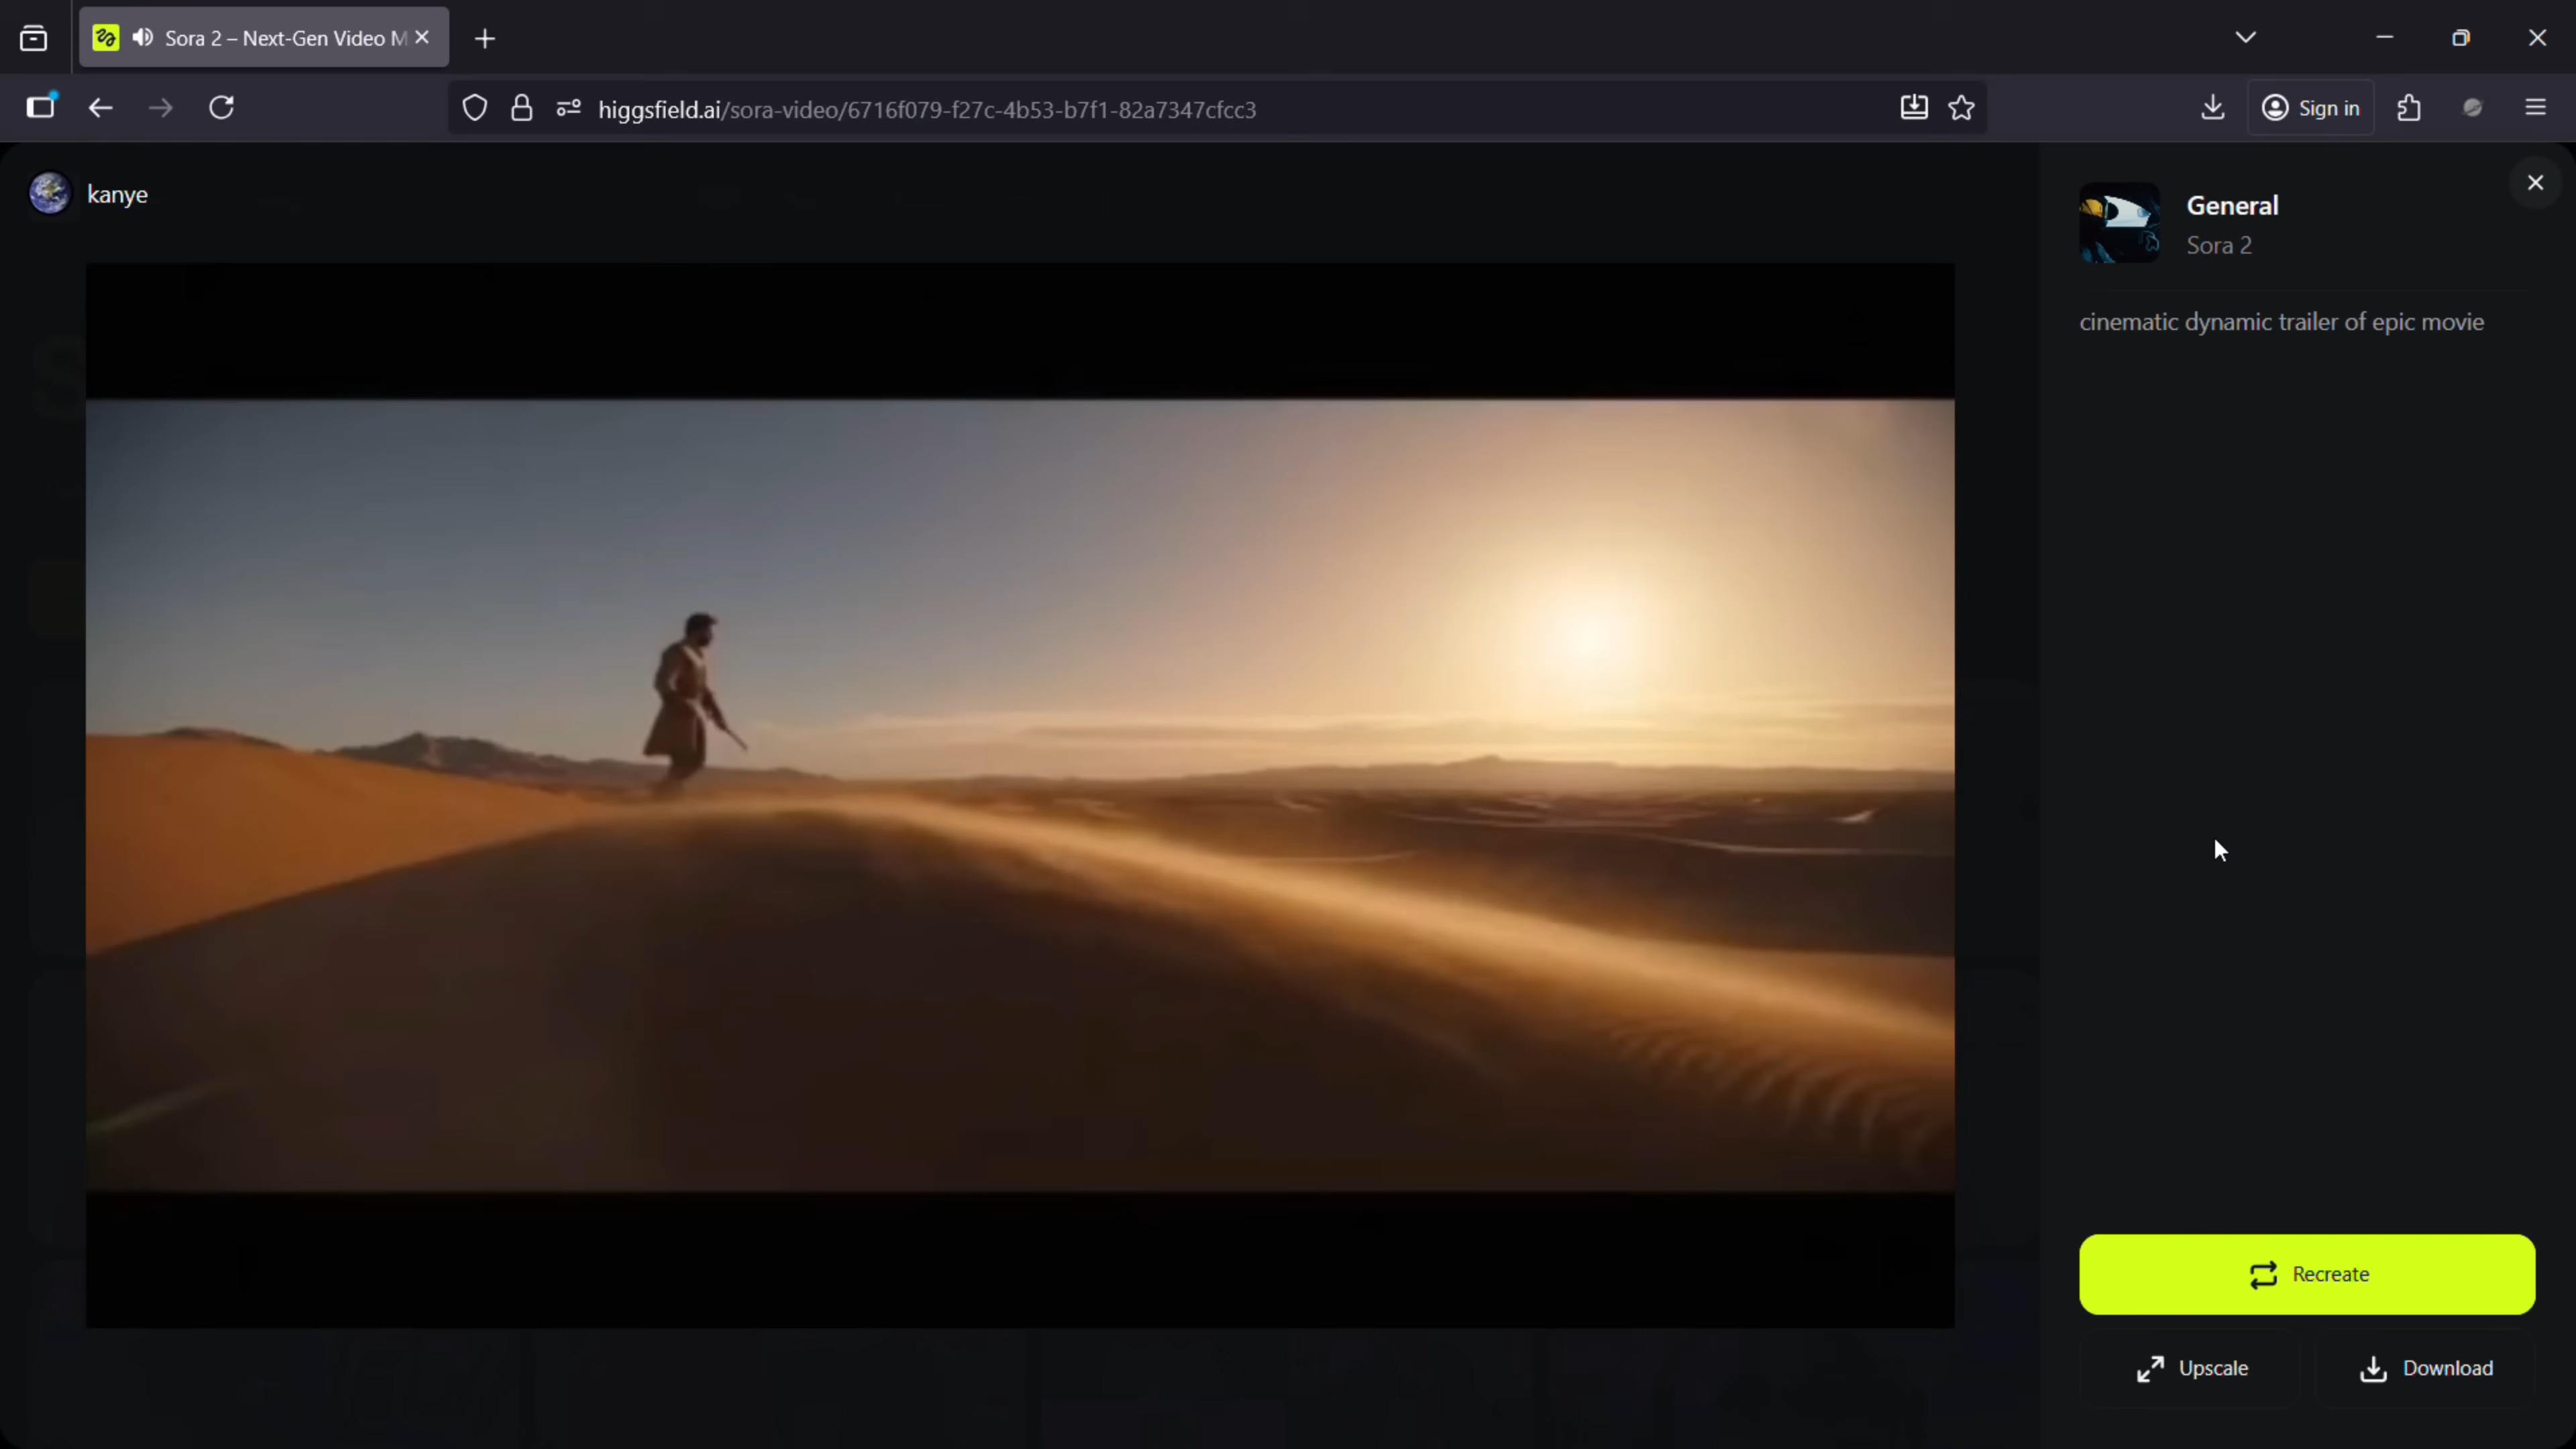 Sora 2 – Next-Gen Video M
higgsfield.ai/sora-video/6716f079-f27c-4b53-b7f1-82a7347cfcc3
Sign in
kanye
General
Sora 2
cinematic dynamic trailer of epic movie
Recreate
Upscale
Download